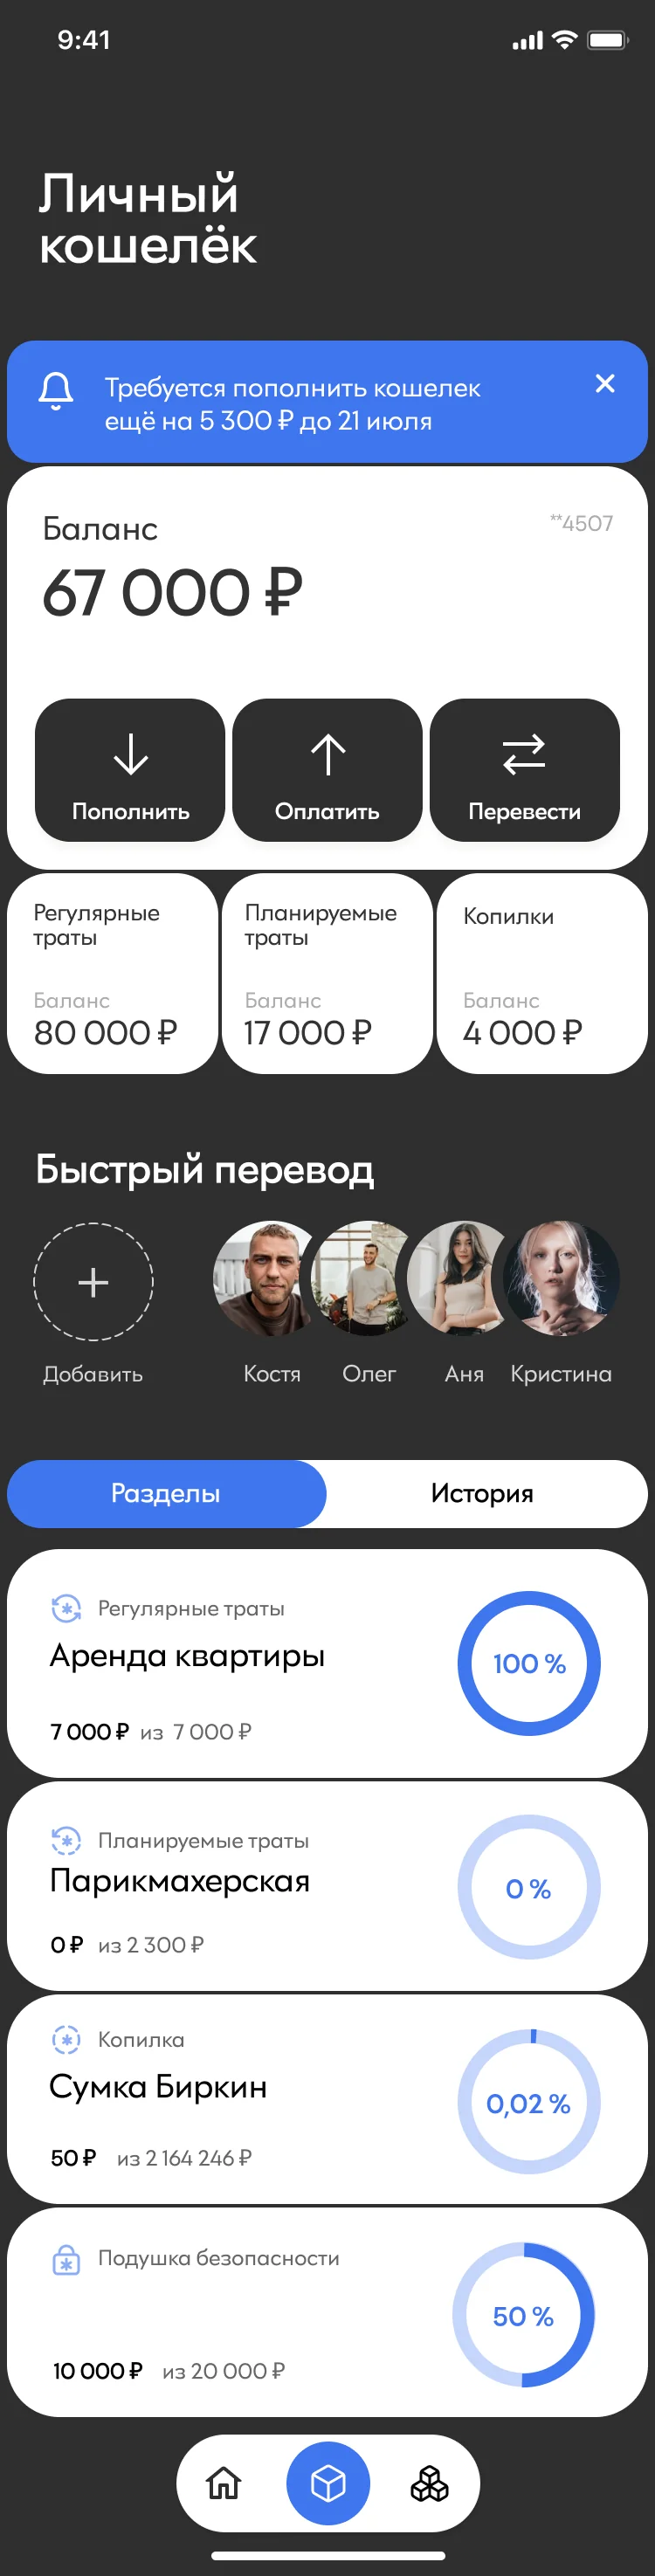 9:41
Личный
кошелёк
Требуется пополнить кошелек
ещё на 5 300 ₽ до 21 июля
Баланс
**4507
67 000 ₽
Пополнить
Оплатить
Перевести
Регулярные
траты
Баланс
80 000 ₽
Планируемые
траты
Баланс
17 000 ₽
Копилки
Баланс
4 000 ₽
Быстрый перевод
Добавить
Костя
Олег
Аня
Кристина
Разделы
История
Регулярные траты
Аренда квартиры
7 000 ₽ из 7 000 ₽
100 %
Планируемые траты
Парикмахерская
0 ₽ из 2 300 ₽
0 %
Копилка
Сумка Биркин
50 ₽ из 2 164 246 ₽
0,02 %
Подушка безопасности
10 000 ₽ из 20 000 ₽
50 %